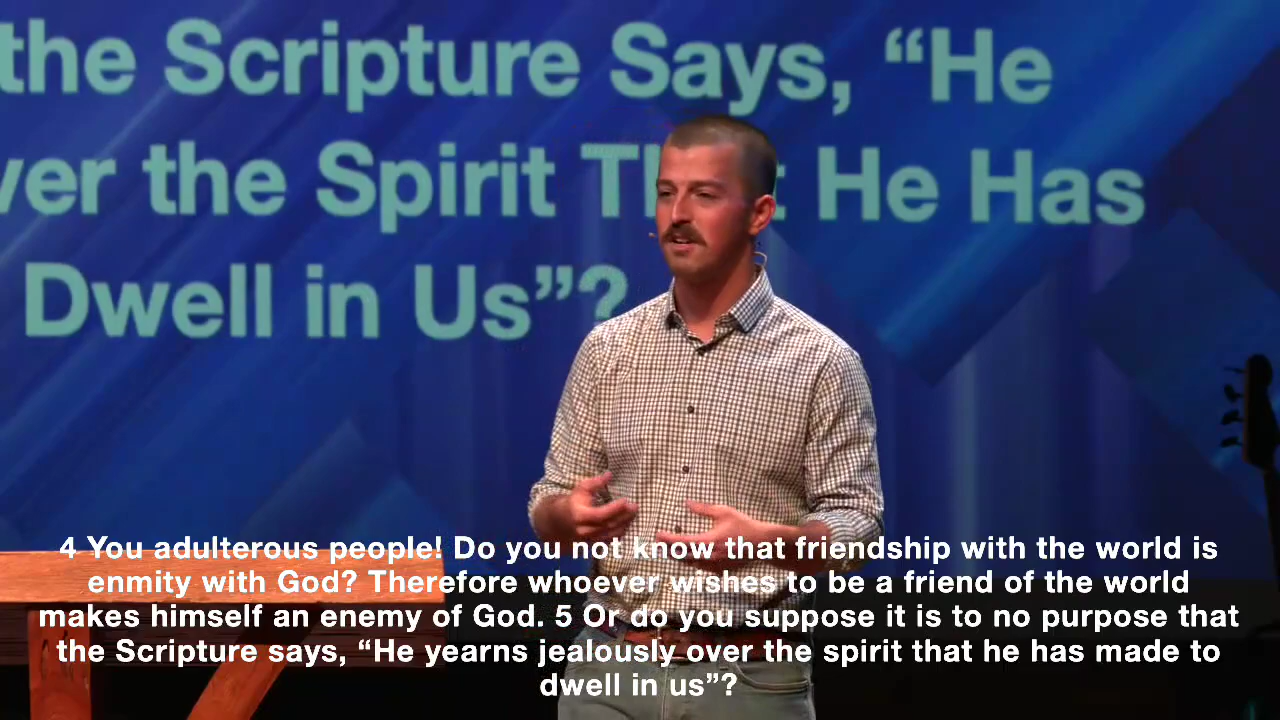 the Scripture Says, “He
ver the Spirit That He Has
Dwell in Us”?
4 You adulterous people! Do you not know that friendship with the world is
enmity with God? Therefore whoever wishes to be a friend of the world
makes himself an enemy of God. 5 Or do you suppose it is to no purpose that
the Scripture says, “He yearns jealously over the spirit that he has made to
dwell in us”?